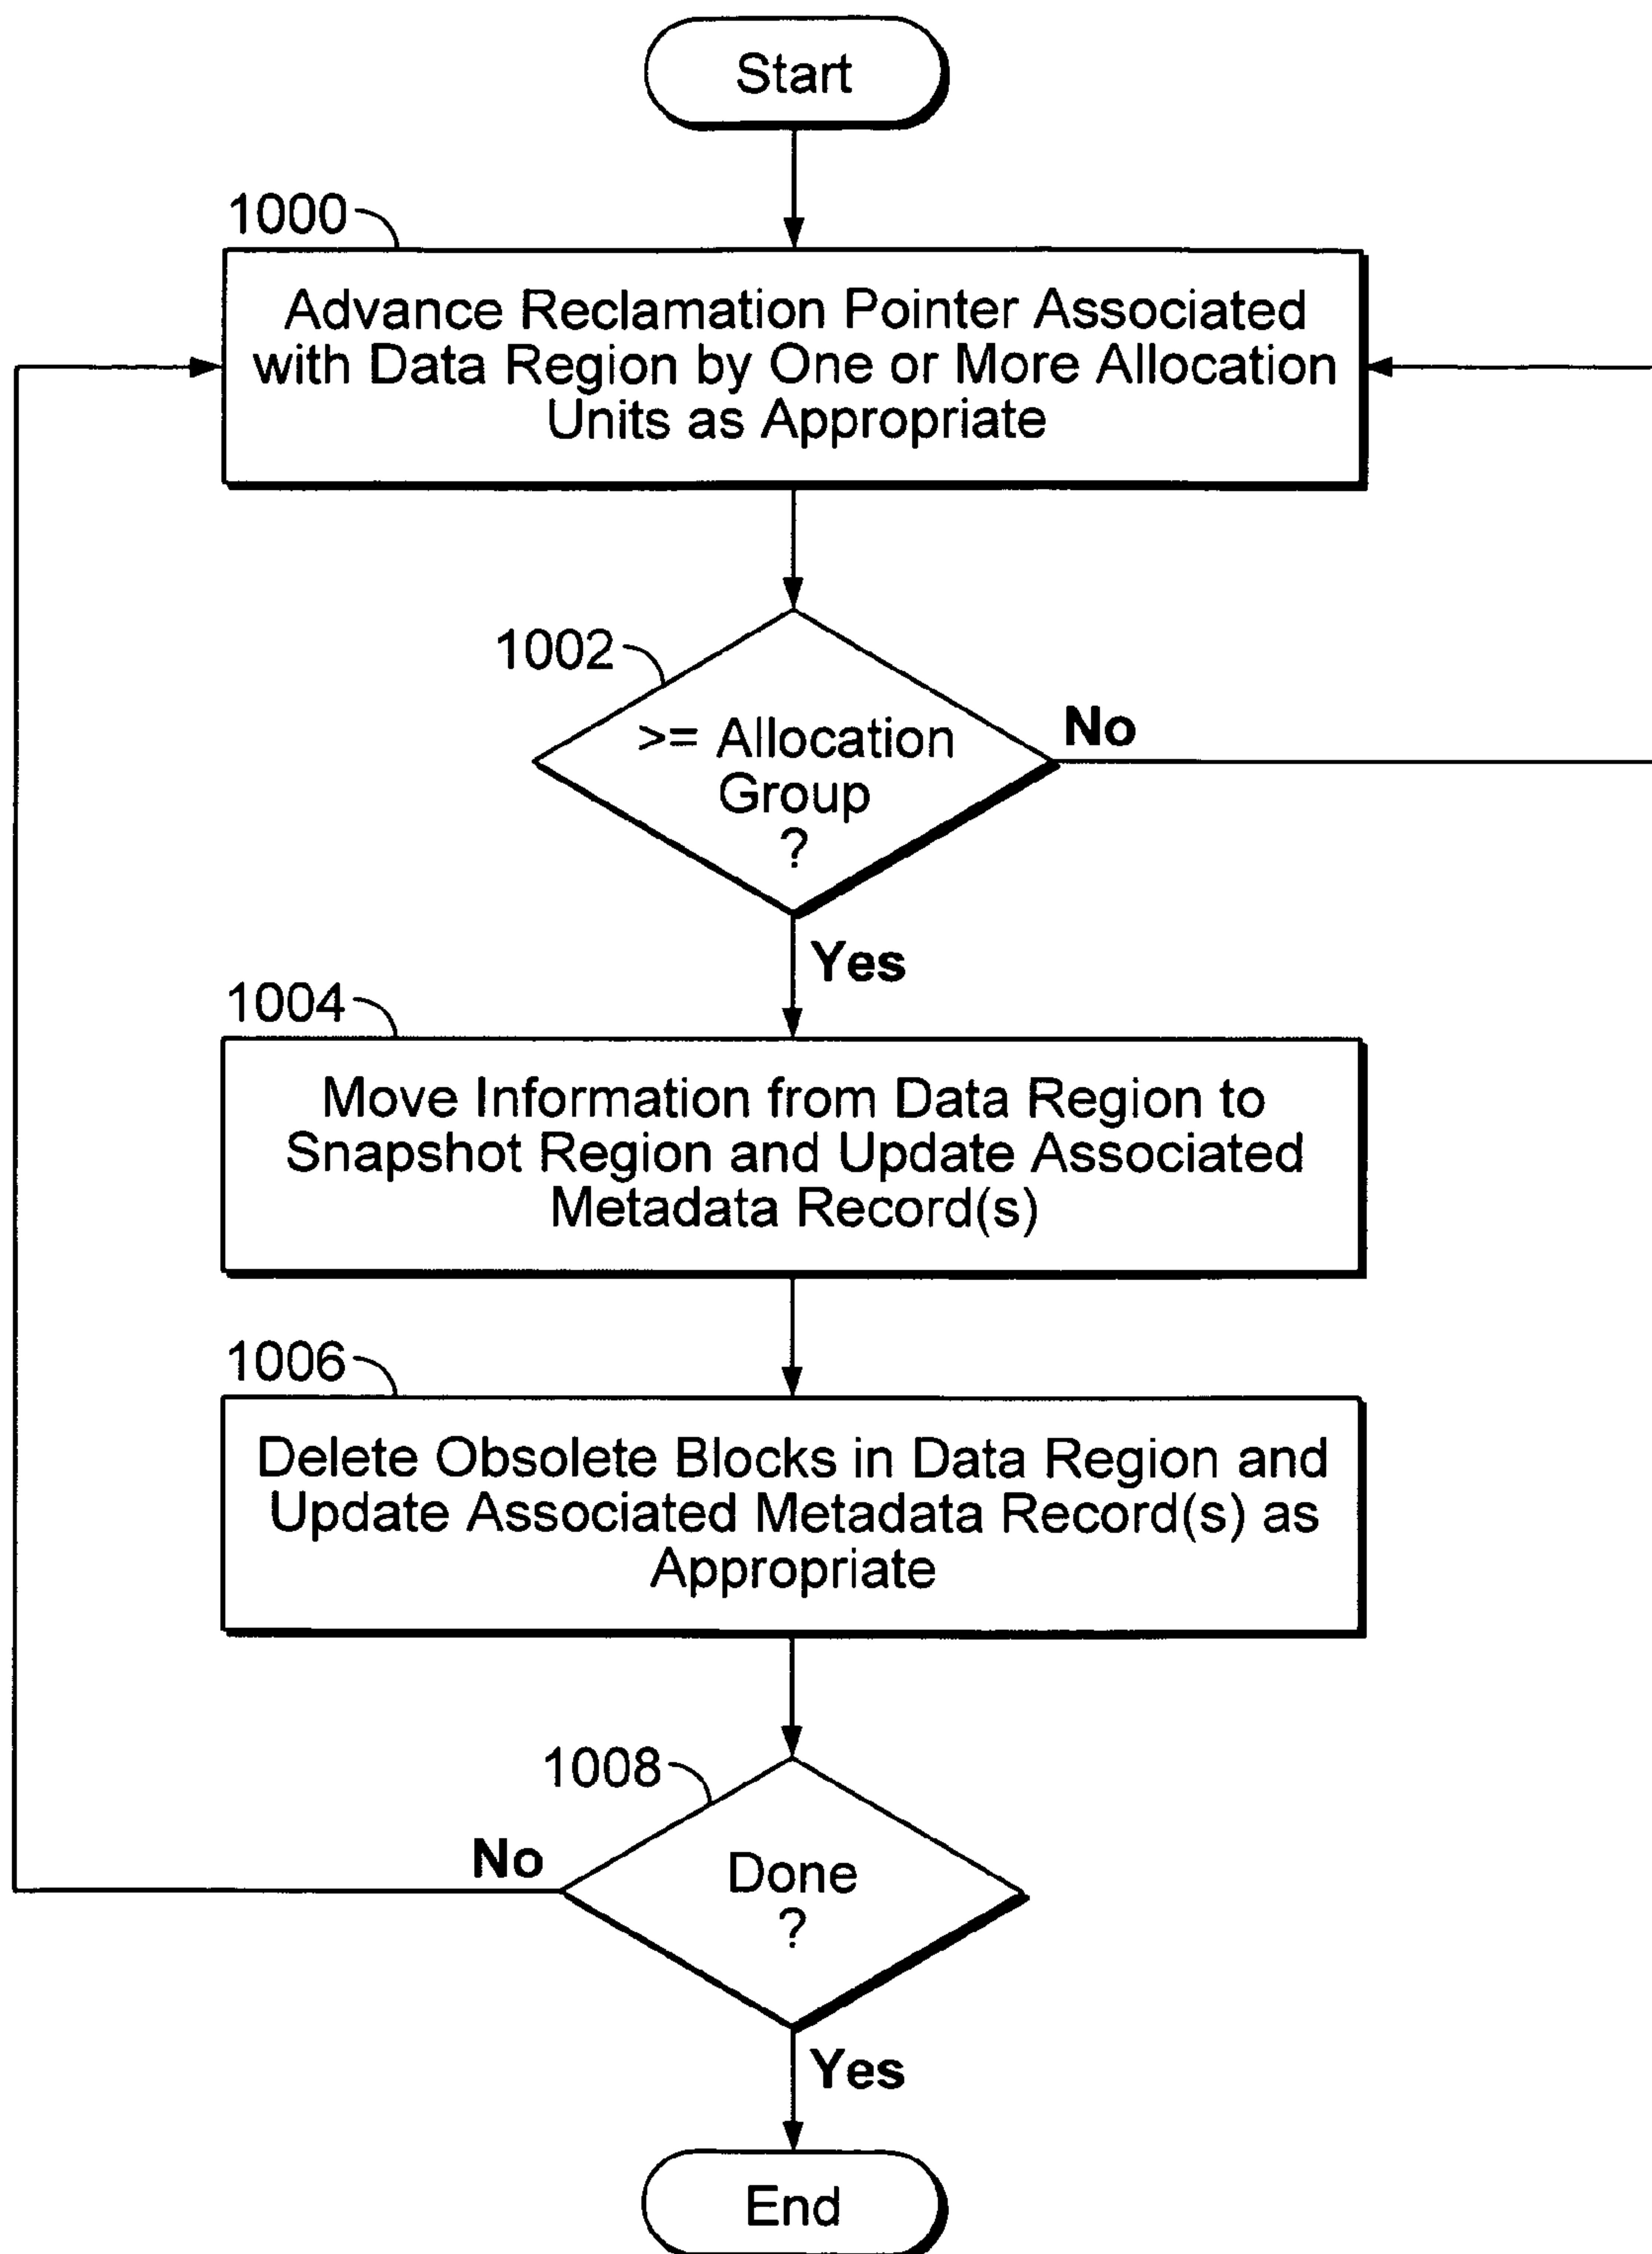 Start
1000
Advance Reclamation Pointer Associated
with Data Region by One or More Allocation
Units as Appropriate
1002
>= Allocation
Group
?
No
Yes
1004
Move Information from Data Region to
Snapshot Region and Update Associated
Metadata Record(s)
1006
Delete Obsolete Blocks in Data Region and
Update Associated Metadata Record(s) as
Appropriate
1008
No
Done
?
Yes
End